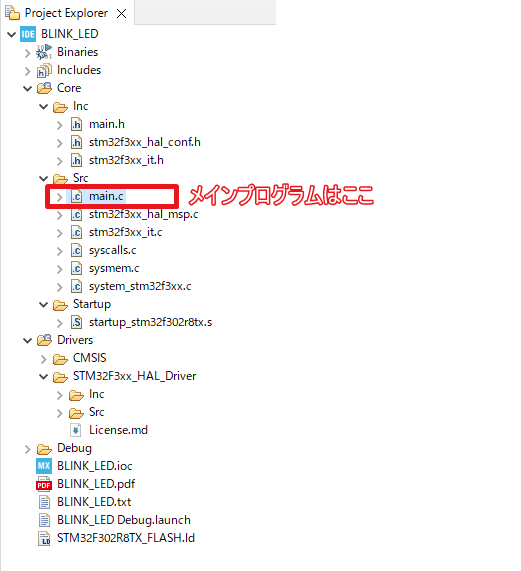 Project Explorer
IDE BLINK_LED
Binaries
Includes
Core
Inc
.h main.h
.h stm32f3xx_hal_conf.h
.h stm32f3xx_it.h
Src
.c main.c メインプログラムはここ
.c stm32f3xx_hal_msp.c
.c stm32f3xx_it.c
.c syscalls.c
.c sysmem.c
.c system_stm32f3xx.c
Startup
.S startup_stm32f302r8tx.s
Drivers
CMSIS
STM32F3xx_HAL_Driver
Inc
Src
License.md
Debug
MX BLINK_LED.ioc
PDF BLINK_LED.pdf
BLINK_LED.txt
BLINK_LED Debug.launch
STM32F302R8TX_FLASH.ld